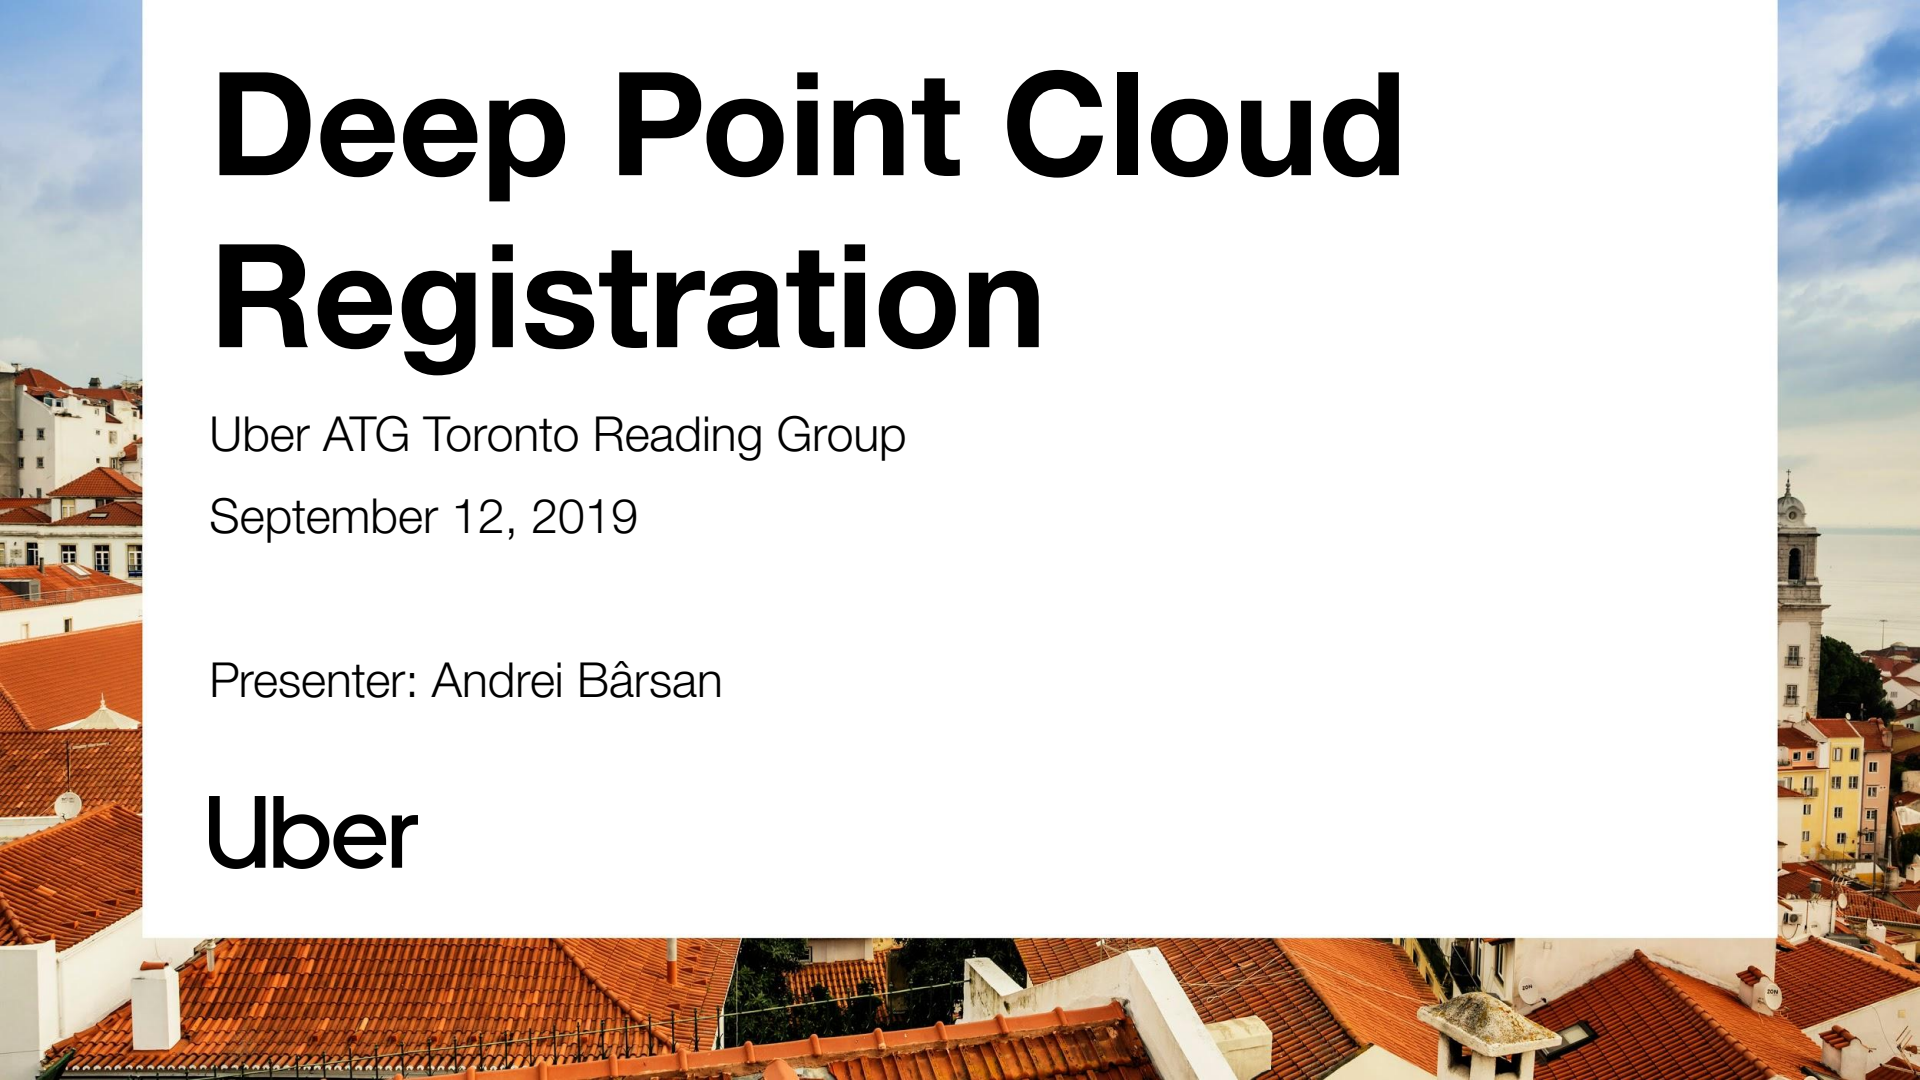 Deep Point Cloud
Registration
Uber ATG Toronto Reading Group
September 12, 2019
Presenter: Andrei Bârsan
Uber